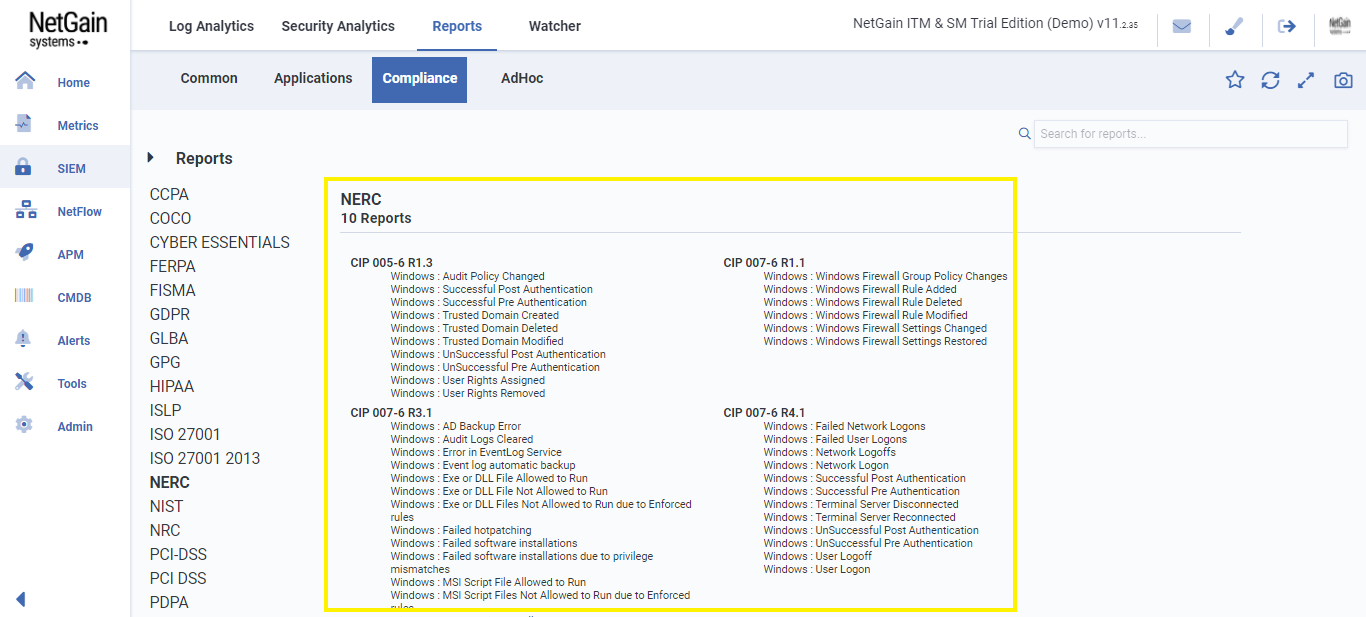 NetGain
systems
Log Analytics
Security Analytics
Reports
Watcher
NetGain ITM & SM Trial Edition (Demo) v11.2.35
NetGain
Home
Metrics
SIEM
NetFlow
APM
CMDB
Alerts
Tools
Admin
Common
Applications
Compliance
AdHoc
Search for reports...
Reports
CCPA
COCO
CYBER ESSENTIALS
FERPA
FISMA
GDPR
GLBA
GPG
HIPAA
ISLP
ISO 27001
ISO 27001 2013
NERC
NIST
NRC
PCI-DSS
PCI DSS
PDPA
NERC
10 Reports
CIP 005-6 R1.3
Windows : Audit Policy Changed
Windows : Successful Post Authentication
Windows : Successful Pre Authentication
Windows : Trusted Domain Created
Windows : Trusted Domain Deleted
Windows : Trusted Domain Modified
Windows : UnSuccessful Post Authentication
Windows : UnSuccessful Pre Authentication
Windows : User Rights Assigned
Windows : User Rights Removed
CIP 007-6 R1.1
Windows : Windows Firewall Group Policy Changes
Windows : Windows Firewall Rule Added
Windows : Windows Firewall Rule Deleted
Windows : Windows Firewall Rule Modified
Windows : Windows Firewall Settings Changed
Windows : Windows Firewall Settings Restored
CIP 007-6 R3.1
Windows : AD Backup Error
Windows : Audit Logs Cleared
Windows : Error in EventLog Service
Windows : Event log automatic backup
Windows : Exe or DLL File Allowed to Run
Windows : Exe or DLL File Not Allowed to Run
Windows : Exe or DLL Files Not Allowed to Run due to Enforced
rules
Windows : Failed hotpatching
Windows : Failed software installations
Windows : Failed software installations due to privilege
mismatches
Windows : MSI Script File Allowed to Run
Windows : MSI Script Files Not Allowed to Run due to Enforced
rules
CIP 007-6 R4.1
Windows : Failed Network Logons
Windows : Failed User Logons
Windows : Network Logoffs
Windows : Network Logon
Windows : Successful Post Authentication
Windows : Successful Pre Authentication
Windows : Terminal Server Disconnected
Windows : Terminal Server Reconnected
Windows : UnSuccessful Post Authentication
Windows : UnSuccessful Pre Authentication
Windows : User Logoff
Windows : User Logon